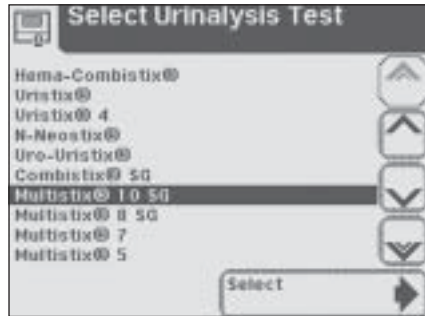 Select Urinalysis Test
Hema-Combistix®
Uristix®
Uristix® 4
N-Neostix®
Uro-Uristix®
Combistix® SG
Multistix® 10 SG
Multistix® 8 SG
Multistix® 7
Multistix® 5
Select